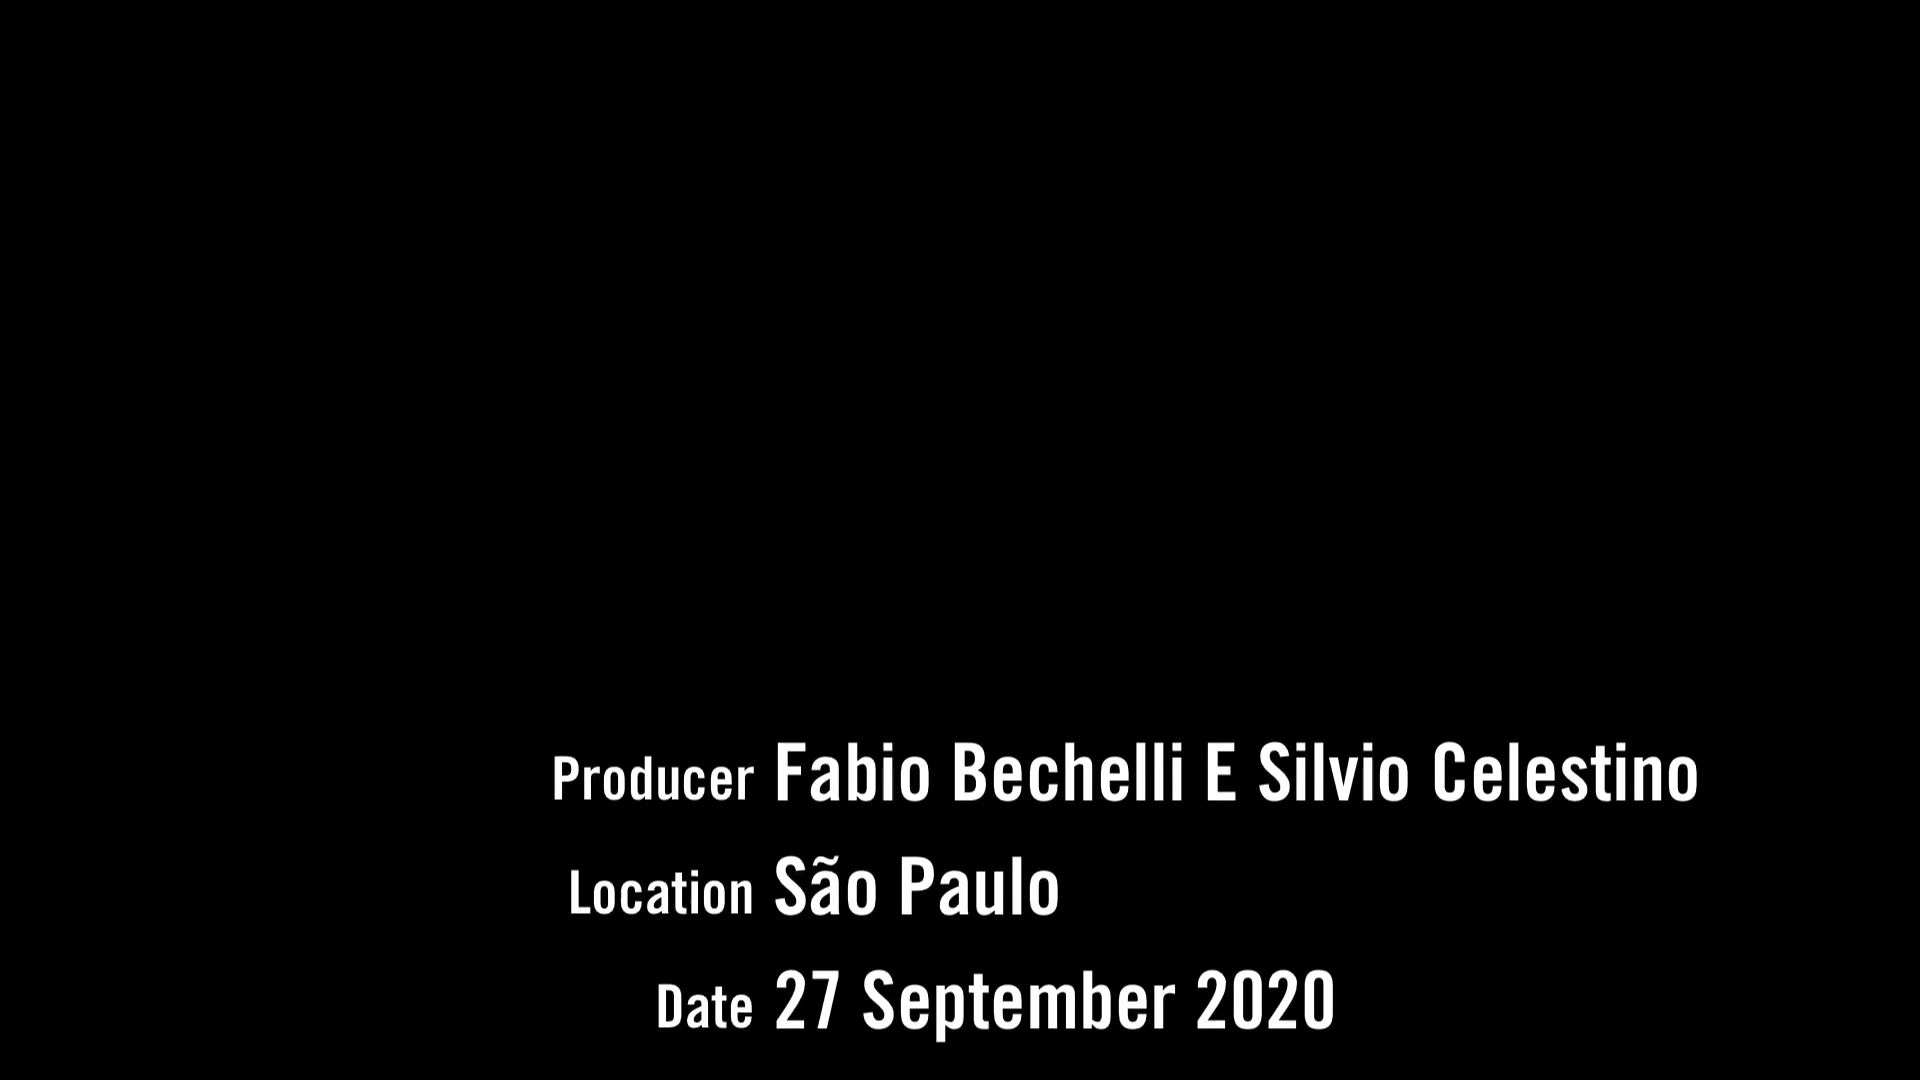 Producer Fabio Bechelli E Silvio Celestino
Location São Paulo
Date 27 September 2020